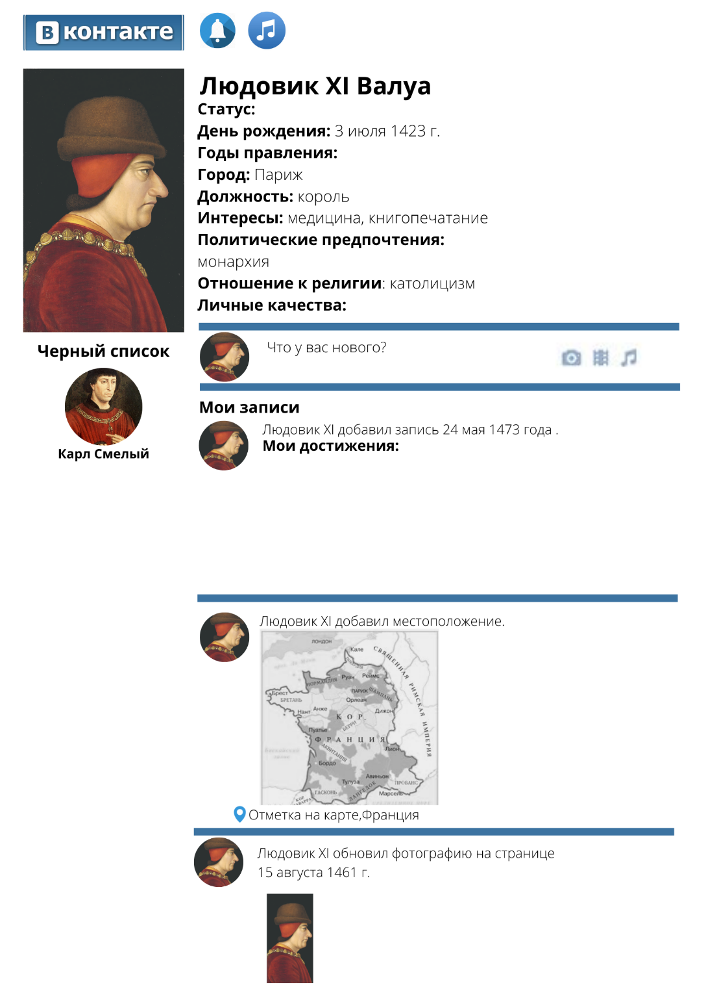 В контакте
Людовик XI Валуа
Статус:
День рождения: 3 июля 1423 г.
Годы правления:
Город: Париж
Должность: король
Интересы: медицина, книгопечатание
Политические предпочтения:
монархия
Отношение к религии: католицизм
Личные качества:
Черный список
Карл Смелый
Что у вас нового?
Мои записи
Людовик XI добавил запись 24 мая 1473 года .
Мои достижения:
Людовик XI добавил местоположение.
ЛОНДОН
Кале
СВЯЩЕННАЯ РИМСКАЯ ИМПЕРИЯ
НОРМАНДИЯ
Руан
Реймс
Брест
ПАРИЖ
ШАМПАНЬ
БРЕТАНЬ
Орлеан
Нант
Анже
Дижон
КОР.
БЕРРИ
Пуатье
ФРАНЦИЯ
АКВИТАНИЯ
Лион
Бордо
Авиньон
Тулуза
ПРОВАНС
ГАСКОНЬ
ЛАНГЕДОК
Марсель
КОР.
Отметка на карте,Франция
Людовик XI обновил фотографию на странице
15 августа 1461 г.